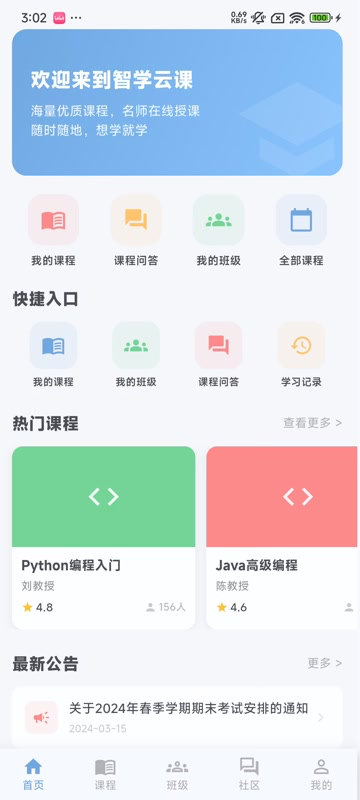 3:02
0.69 KB/s
100
欢迎来到智学云课
海量优质课程，名师在线授课
随时随地，想学就学
我的课程 课程问答 我的班级 全部课程
快捷入口
我的课程 我的班级 课程问答 学习记录
热门课程 查看更多 >
Python编程入门 Java高级编程
刘教授 陈教授
4.8 156人 4.6
最新公告 更多 >
关于2024年春季学期期末考试安排的通知
2024-03-15
首页 课程 班级 社区 我的